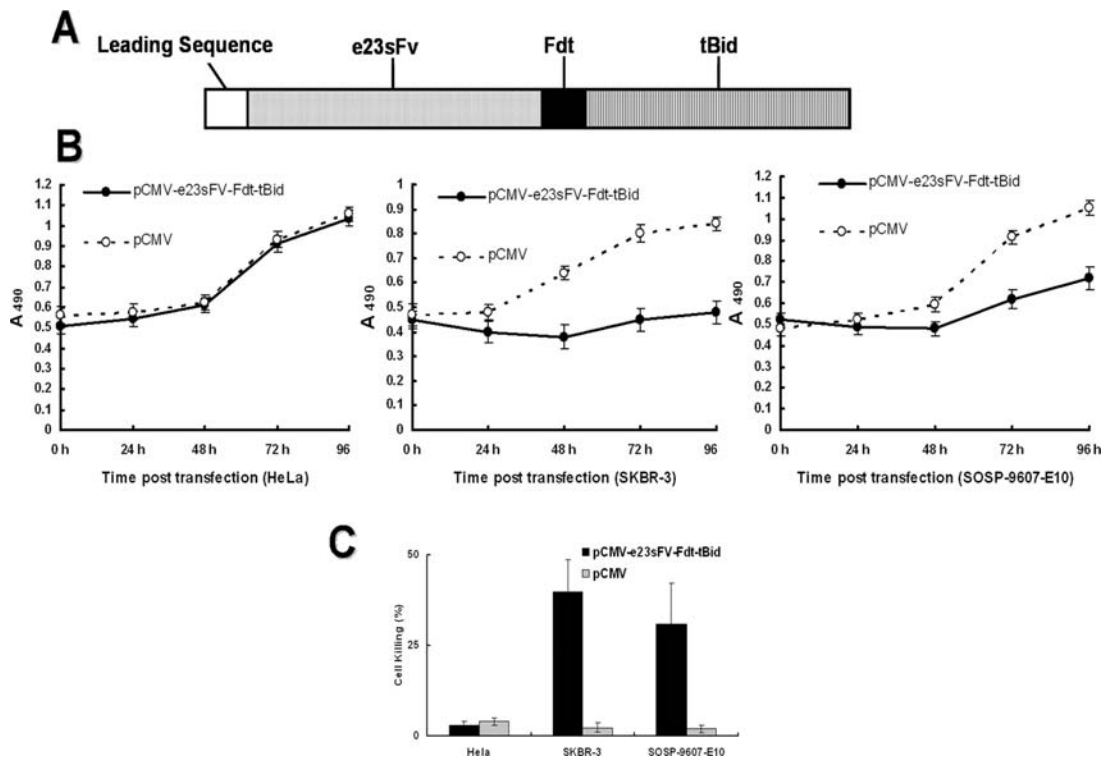 A
Leading Sequence
e23sFv
Fdt
tBid
B
pCMV-e23sFV-Fdt-tBid
pCMV
1.2
1.1
1
0.9
0.8
0.7
0.6
0.5
0.4
0.3
0.2
0.1
0
A 490
0 h
24 h
48 h
72 h
96
Time post transfection (HeLa)
pCMV-e23sFV-Fdt-tBid
pCMV
1
0.9
0.8
0.7
0.6
0.5
0.4
0.3
0.2
0.1
0
A 490
0 h
24 h
48 h
72 h
96
Time post transfection (SKBR-3)
pCMV-e23sFV-Fdt-tBid
pCMV
1.2
1.1
1
0.9
0.8
0.7
0.6
0.5
0.4
0.3
0.2
0.1
0
A 490
0 h
24 h
48 h
72 h
96 h
Time post transfection (SOSP-9607-E10)
C
pCMV-e23sFV-Fdt-tBid
pCMV
50
25
0
Cell Killing (%)
Hela
SKBR-3
SOSP-9607-E10